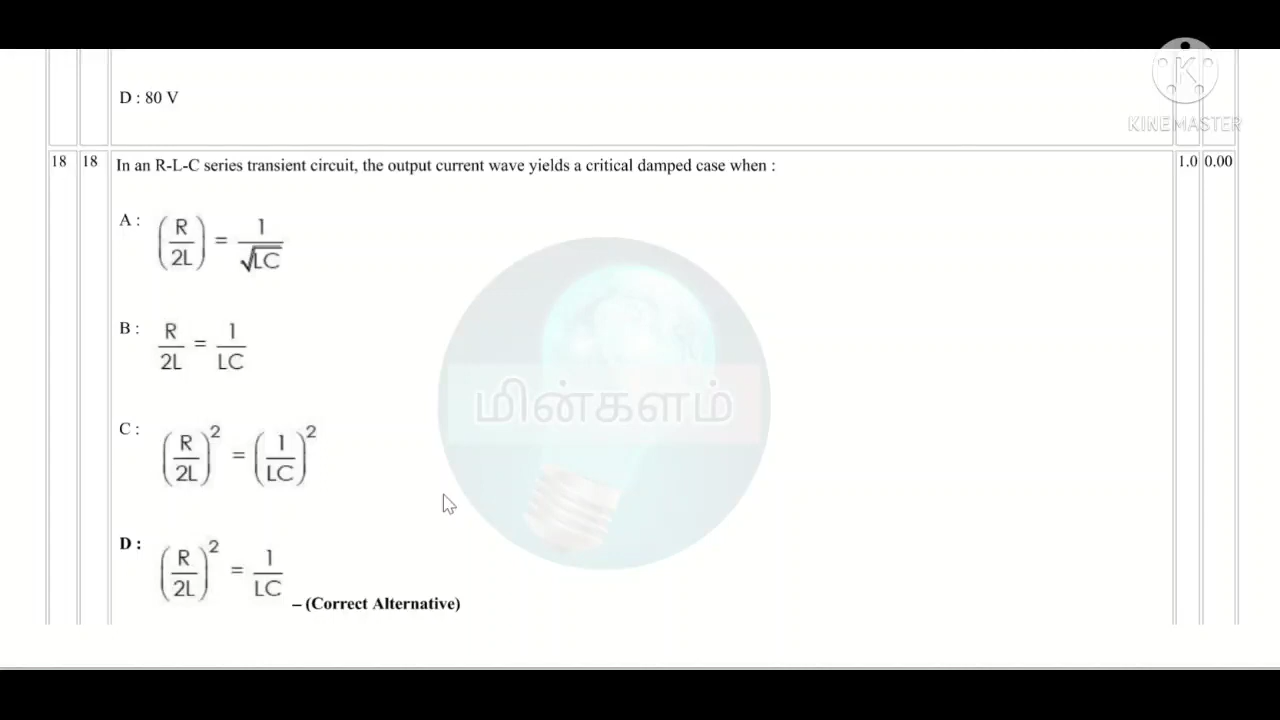 KINEMASTER
D : 80 V
18 18 In an R-L-C series transient circuit, the output current wave yields a critical damped case when : 1.0 0.00
A : (R/2L) = 1/√LC
B : R/2L = 1/LC
மின்களம்
C : (R/2L)² = (1/LC)²
D : (R/2L)² = 1/LC – (Correct Alternative)